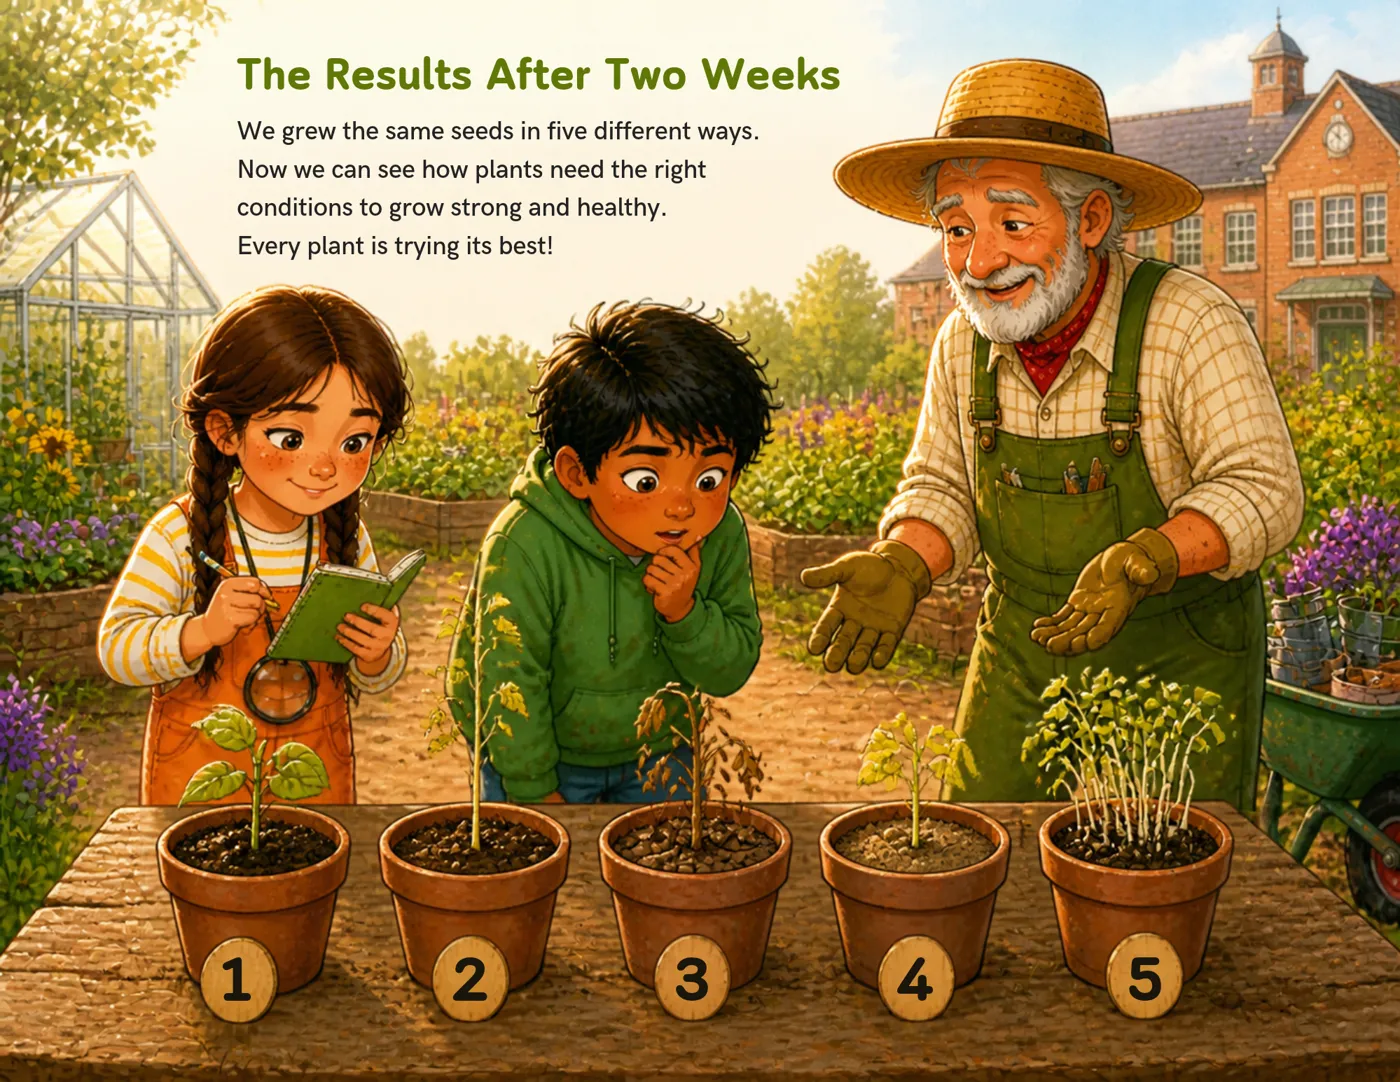 The Results After Two Weeks
We grew the same seeds in five different ways.
Now we can see how plants need the right
conditions to grow strong and healthy.
Every plant is trying its best!
1
2
3
4
5